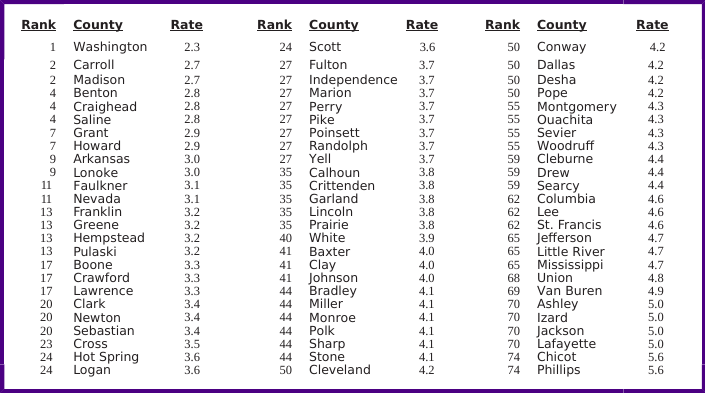 Rank County Rate Rank County Rate Rank County Rate
1 Washington 2.3 24 Scott 3.6 50 Conway 4.2
2 Carroll 2.7 27 Fulton 3.7 50 Dallas 4.2
2 Madison 2.7 27 Independence 3.7 50 Desha 4.2
4 Benton 2.8 27 Marion 3.7 50 Pope 4.2
4 Craighead 2.8 27 Perry 3.7 55 Montgomery 4.3
4 Saline 2.8 27 Pike 3.7 55 Ouachita 4.3
7 Grant 2.9 27 Poinsett 3.7 55 Sevier 4.3
7 Howard 2.9 27 Randolph 3.7 55 Woodruff 4.3
9 Arkansas 3.0 27 Yell 3.7 59 Cleburne 4.4
9 Lonoke 3.0 35 Calhoun 3.8 59 Drew 4.4
11 Faulkner 3.1 35 Crittenden 3.8 59 Searcy 4.4
11 Nevada 3.1 35 Garland 3.8 62 Columbia 4.6
13 Franklin 3.2 35 Lincoln 3.8 62 Lee 4.6
13 Greene 3.2 35 Prairie 3.8 62 St. Francis 4.6
13 Hempstead 3.2 40 White 3.9 65 Jefferson 4.7
13 Pulaski 3.2 41 Baxter 4.0 65 Little River 4.7
17 Boone 3.3 41 Clay 4.0 65 Mississippi 4.7
17 Crawford 3.3 41 Johnson 4.0 68 Union 4.8
17 Lawrence 3.3 44 Bradley 4.1 69 Van Buren 4.9
20 Clark 3.4 44 Miller 4.1 70 Ashley 5.0
20 Newton 3.4 44 Monroe 4.1 70 Izard 5.0
20 Sebastian 3.4 44 Polk 4.1 70 Jackson 5.0
23 Cross 3.5 44 Sharp 4.1 70 Lafayette 5.0
24 Hot Spring 3.6 44 Stone 4.1 74 Chicot 5.6
24 Logan 3.6 50 Cleveland 4.2 74 Phillips 5.6